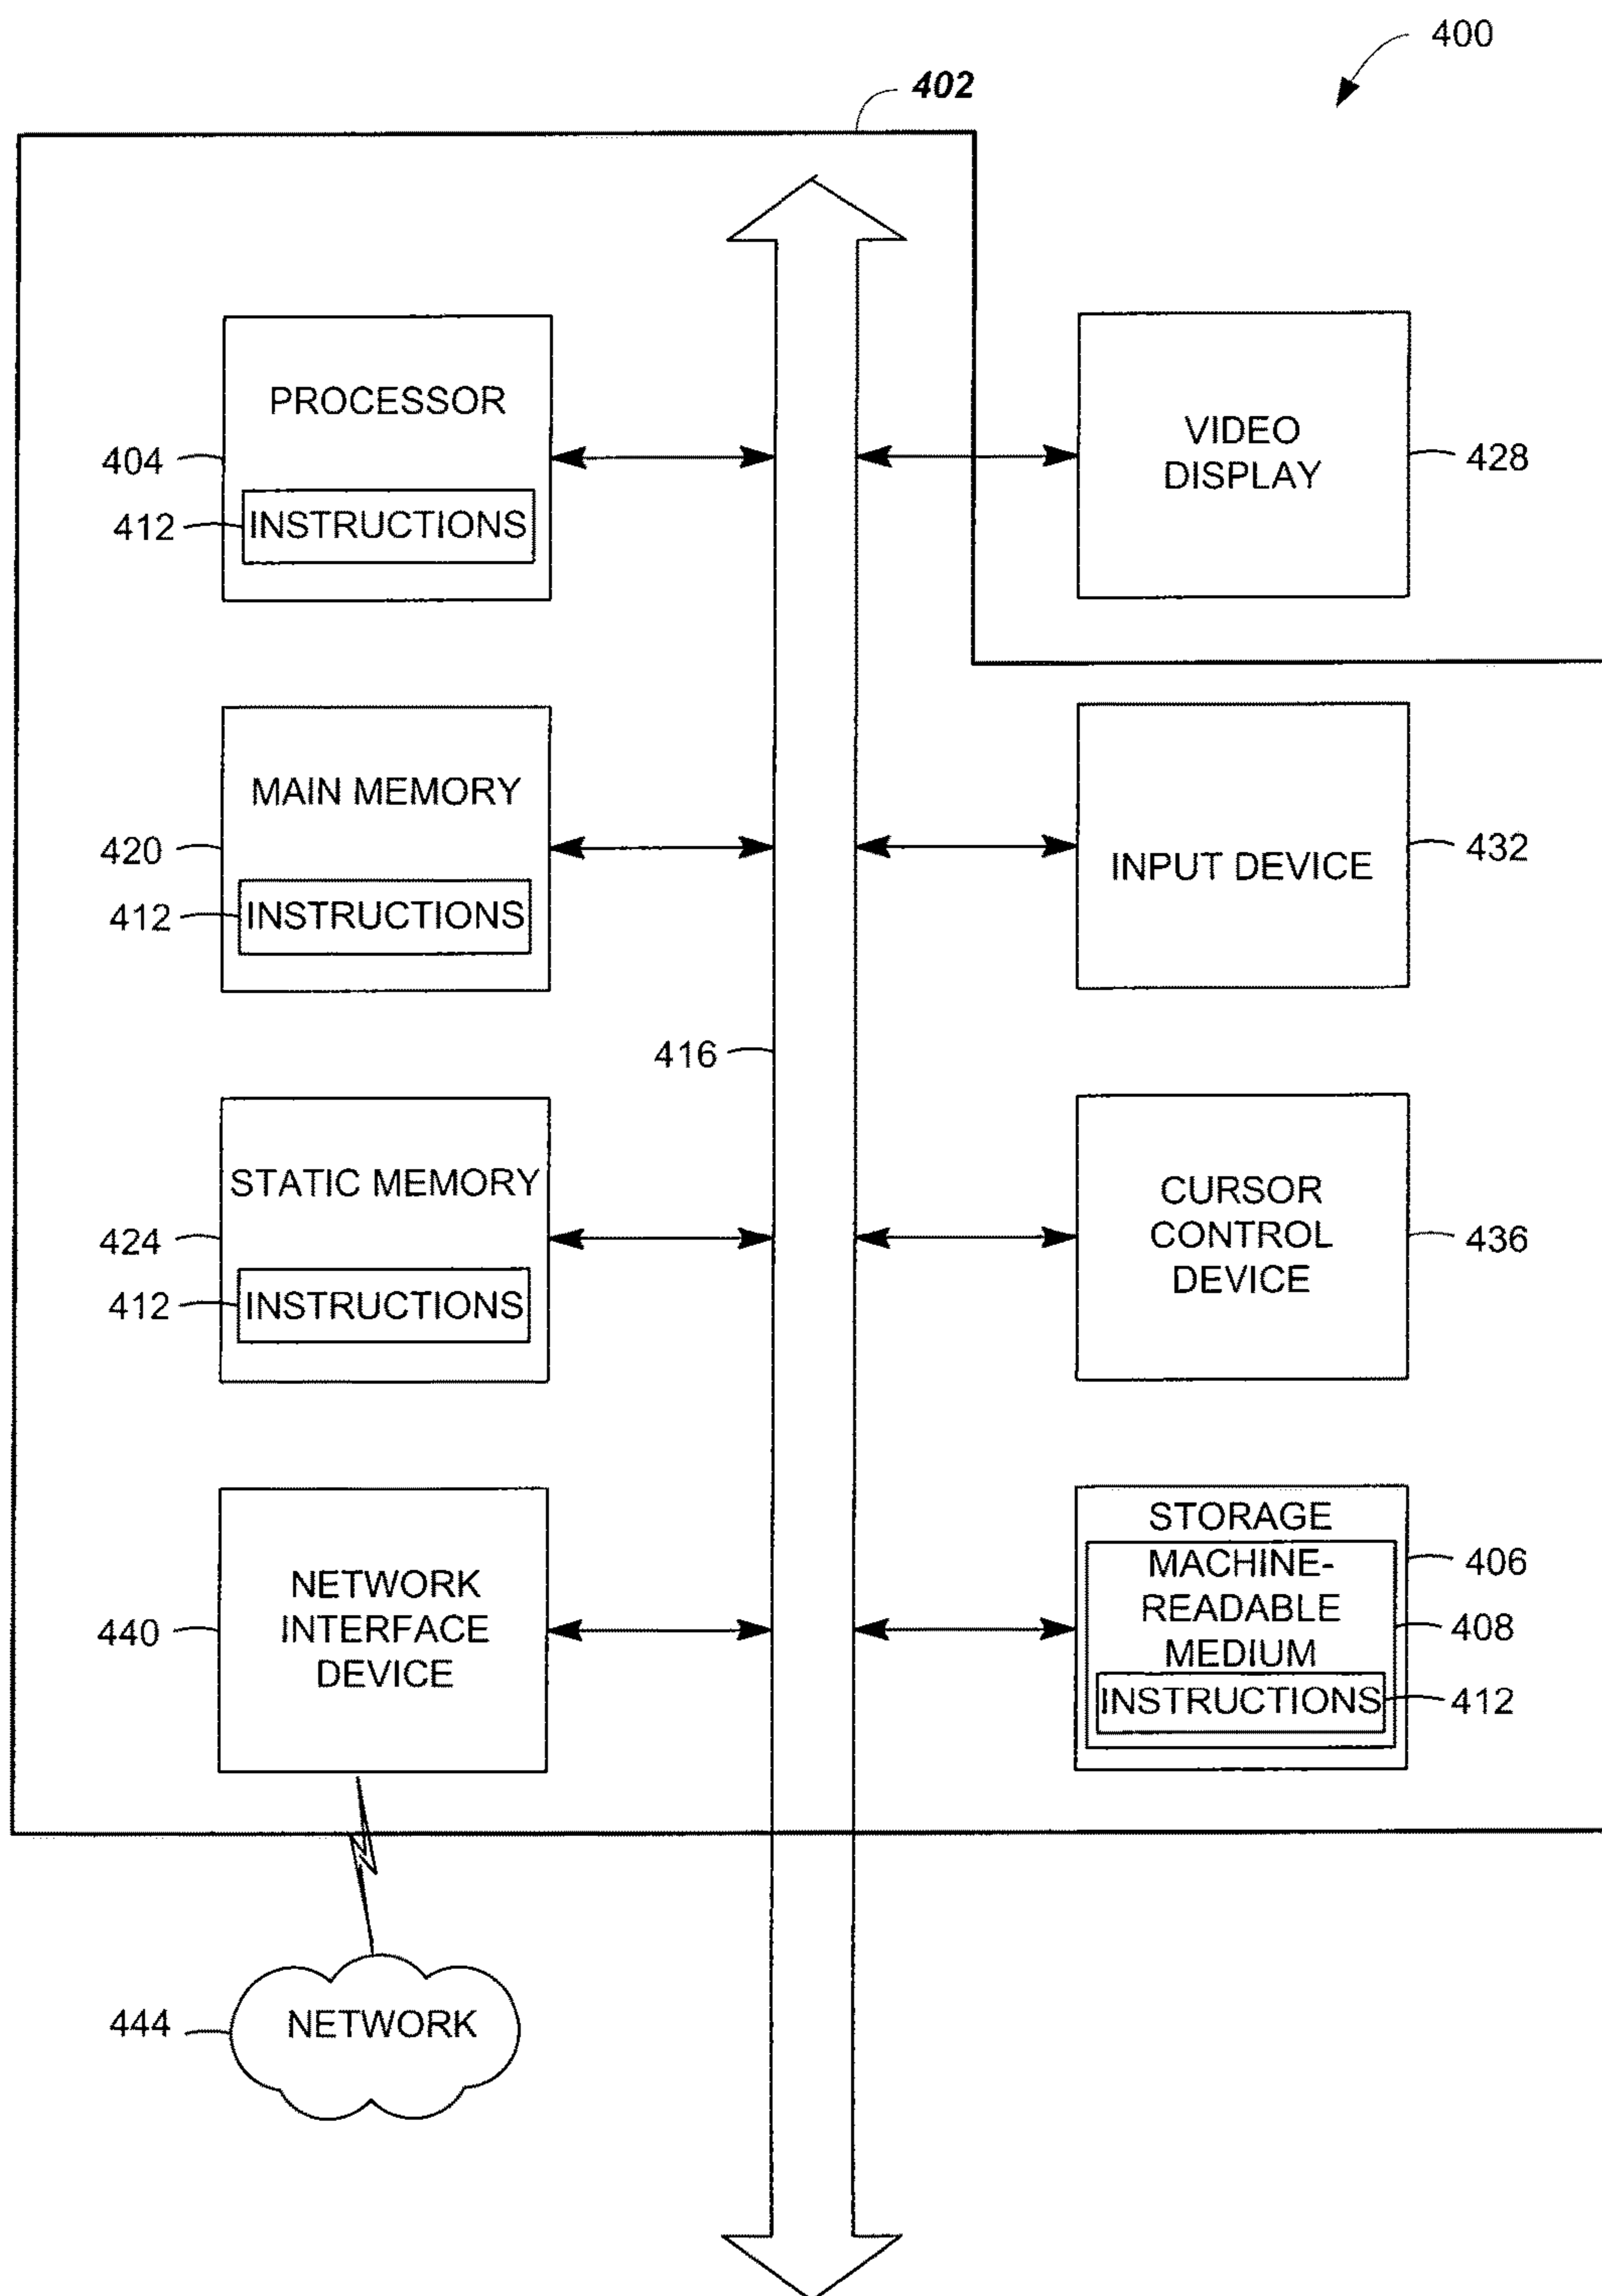 400
402
PROCESSOR
404
412
INSTRUCTIONS
VIDEO
DISPLAY
428
MAIN MEMORY
420
412
INSTRUCTIONS
INPUT DEVICE
432
416
STATIC MEMORY
424
412
INSTRUCTIONS
CURSOR
CONTROL
DEVICE
436
NETWORK
INTERFACE
DEVICE
440
STORAGE
406
MACHINE-
READABLE
MEDIUM
408
INSTRUCTIONS
412
444
NETWORK